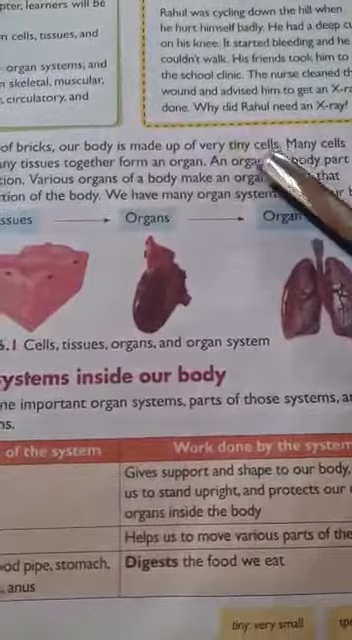 pter, learners will be
n cells, tissues, and
organ systems, and
n skeletal, muscular,
, circulatory, and
Rahul was cycling down the hill when
he hurt himself badly. He had a deep cu
on his knee. It started bleeding and he
couldn't walk. His friends took him to
the school clinic. The nurse cleaned th
wound and advised him to get an X-ra
done. Why did Rahul need an X-ray?
of bricks, our body is made up of very tiny cells. Many cells
ny tissues together form an organ. An organ body part
tion. Various organs of a body make an orga that
ction of the body. We have many organ system ur b
ssues
Organs
Organ
6.1 Cells, tissues, organs, and organ system
ystems inside our body
me important organ systems, parts of those systems, a
ns.
of the system
Work done by the system
Gives support and shape to our body,
us to stand upright, and protects our
organs inside the body
Helps us to move various parts of the
ood pipe, stomach,
, anus
Digests the food we eat
tiny: very small
spe